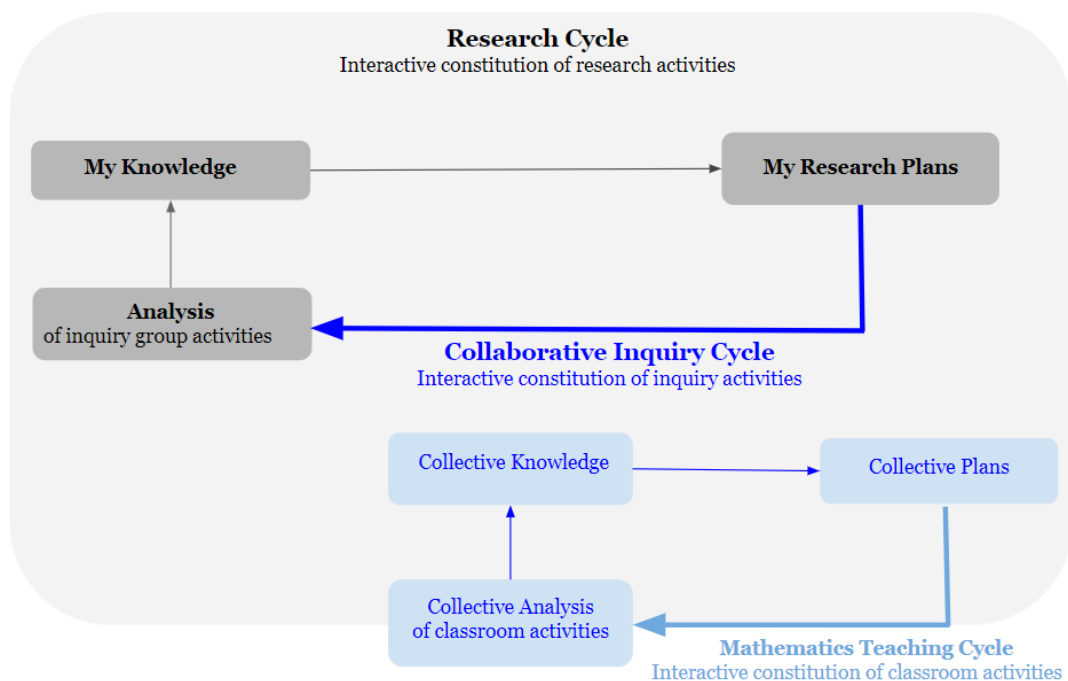 Research Cycle
Interactive constitution of research activities
My Knowledge
My Research Plans
Analysis
of inquiry group activities
Collaborative Inquiry Cycle
Interactive constitution of inquiry activities
Collective Knowledge
Collective Plans
Collective Analysis
of classroom activities
Mathematics Teaching Cycle
Interactive constitution of classroom activities